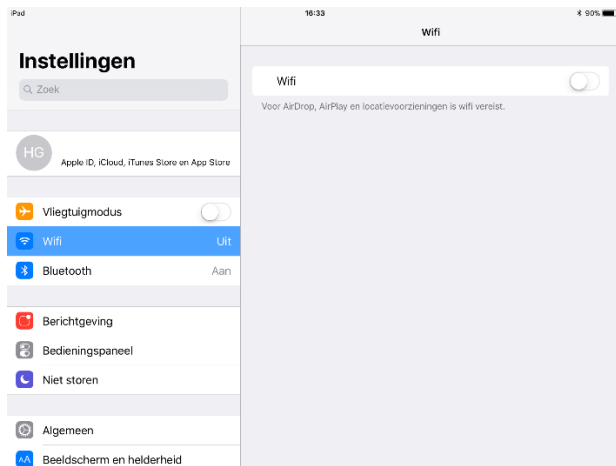 iPad 16:33 90%
Wifi
Instellingen
Zoek
Wifi
Voor AirDrop, AirPlay en locatievoorzieningen is wifi vereist.
HG
Apple ID, iCloud, iTunes Store en App Store
Vliegtuigmodus
Wifi Uit
Bluetooth Aan
Berichtgeving
Bedieningspaneel
Niet storen
Algemeen
AA Beeldscherm en helderheid